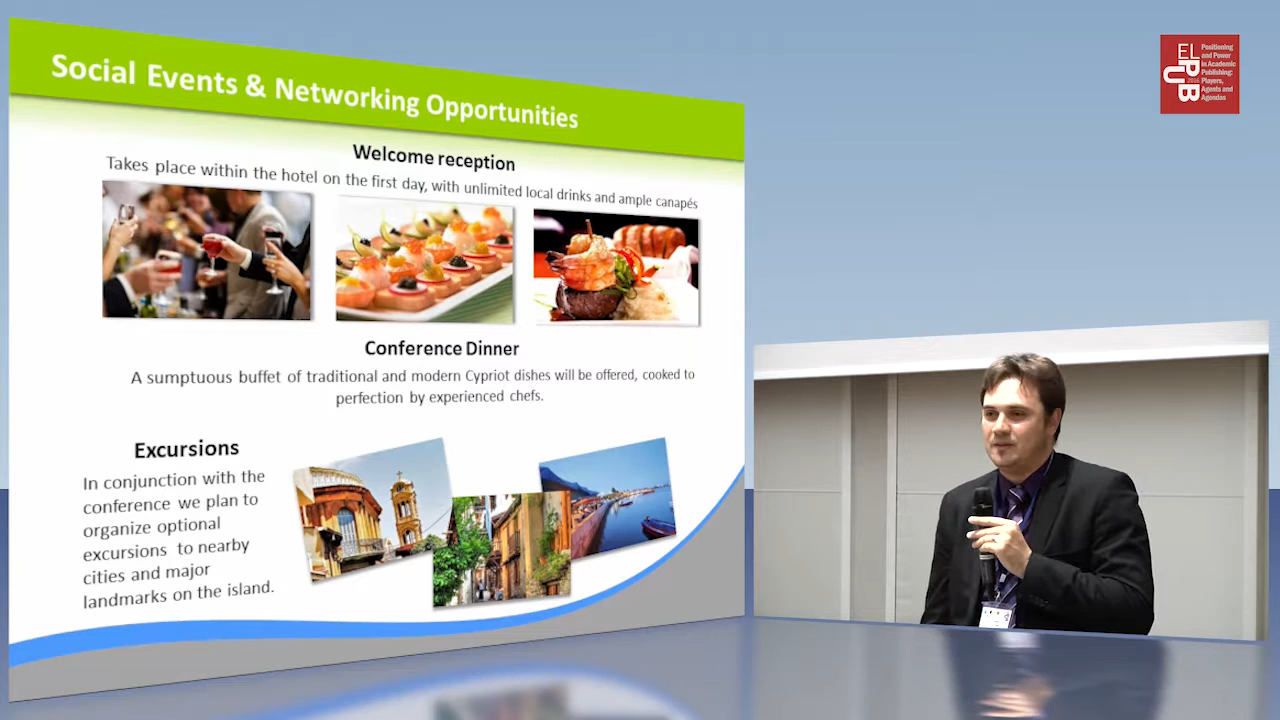 Social Events & Networking Opportunities
Welcome reception
Takes place within the hotel on the first day, with unlimited local drinks and ample canapés
Conference Dinner
A sumptuous buffet of traditional and modern Cypriot dishes will be offered, cooked to
perfection by experienced chefs.
Excursions
In conjunction with the
conference we plan to
organize optional
excursions to nearby
cities and major
landmarks on the island.
EL
PUB
2016
Positioning
and Power
in Academic
Publishing:
Players,
Agents and
Agendas